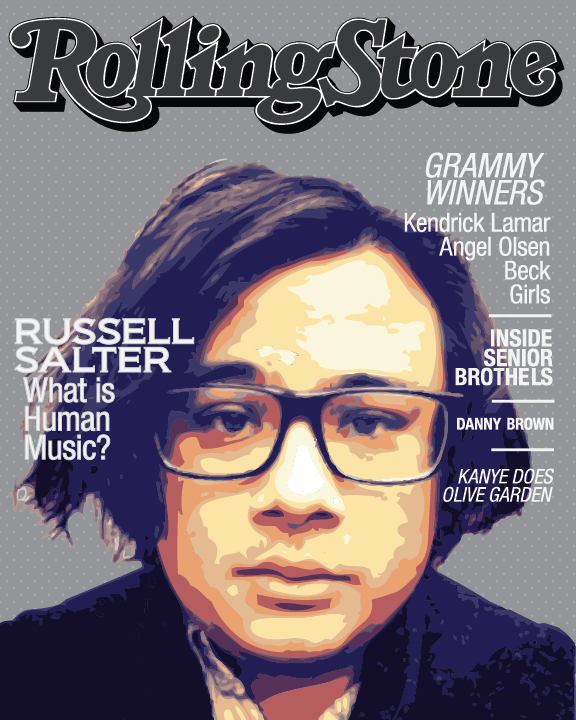 RollingStone
GRAMMY
WINNERS
Kendrick Lamar
Angel Olsen
Beck
Girls
RUSSELL
SALTER
What is
Human
Music?
INSIDE
SENIOR
BROTHELS
DANNY BROWN
KANYE DOES
OLIVE GARDEN